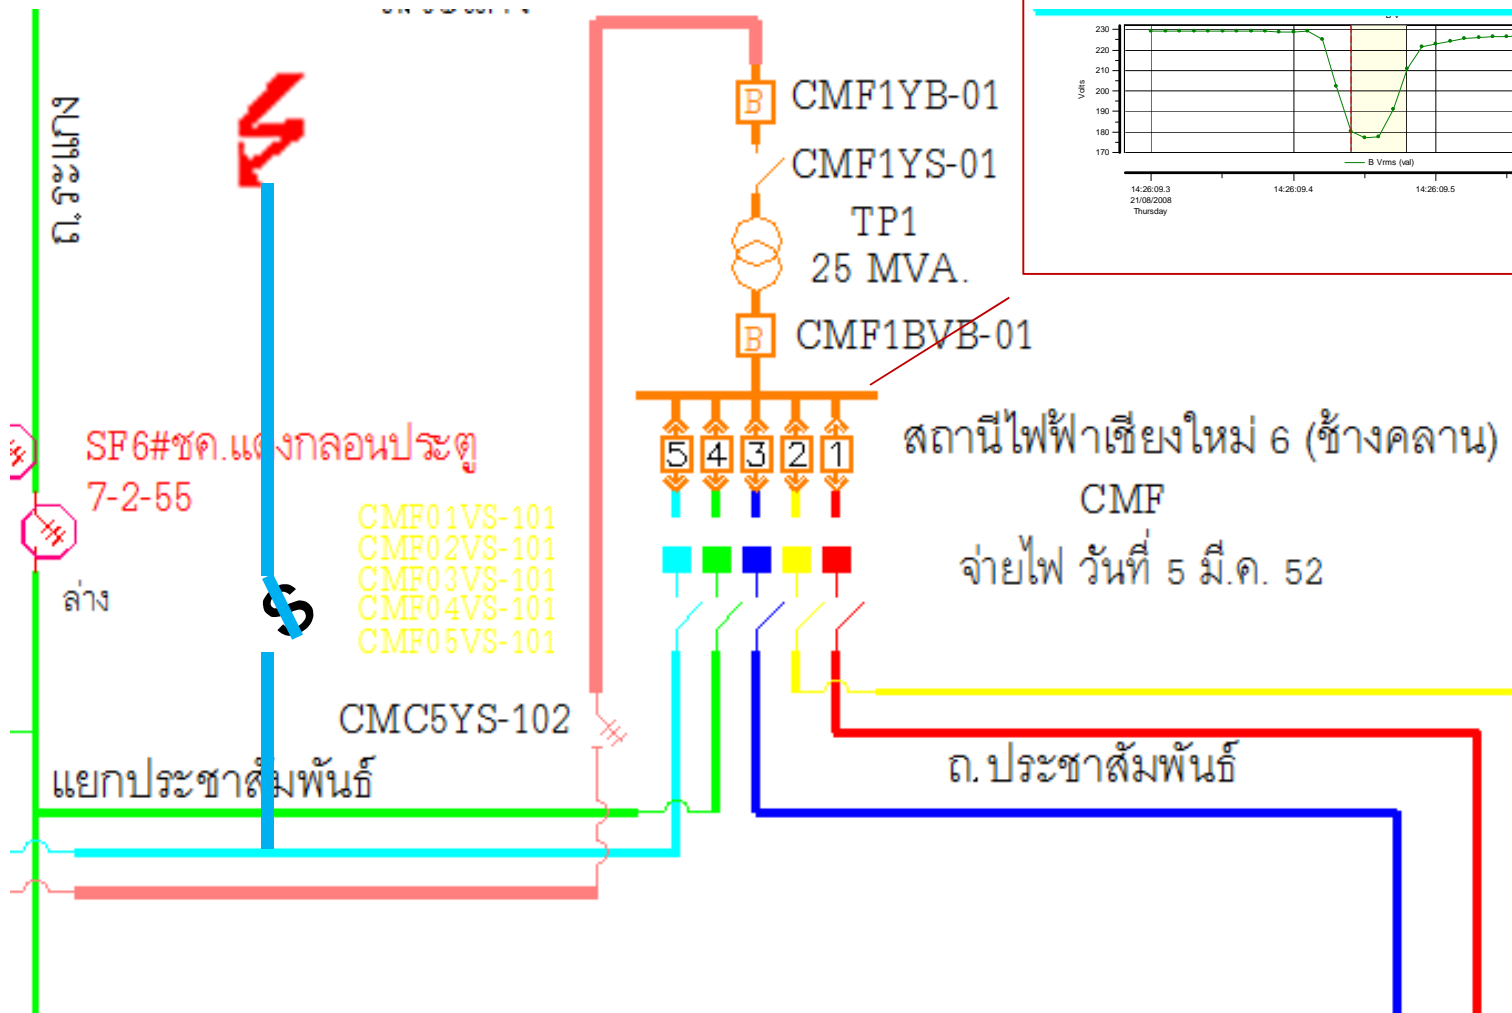 ถ.ระแกง
CMF1YB-01
CMF1YS-01
TP1
25 MVA.
CMF1BVB-01
B
B
230
220
210
200
190
180
170
Volts
B Vrms (val)
14:26:09.3
14:26:09.4
14:26:09.5
21/08/2008
Thursday
5 4 3 2 1
สถานีไฟฟ้าเชียงใหม่ 6 (ช้างคลาน)
CMF
จ่ายไฟ วันที่ 5 มี.ค. 52
SF6#ชค.แดงกลอนประตู
7-2-55
ล่าง
S
CMF01VS-101
CMF02VS-101
CMF03VS-101
CMF04VS-101
CMF05VS-101
CMC5YS-102
แยกประชาสัมพันธ์
ถ.ประชาสัมพันธ์